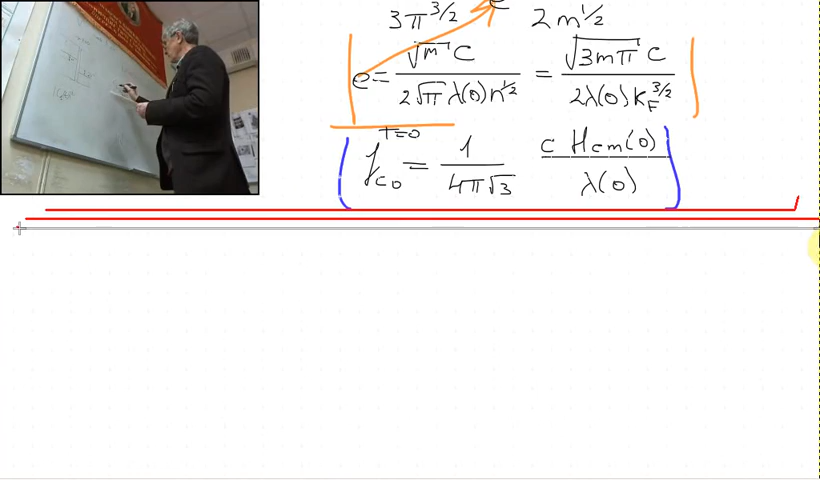 3π^{3/2} e 2m^{1/2}
e = √m c / 2√π λ(0) n^{1/2} = √3mπ c / 2λ(0) k_F^{3/2}
T=0
j_{c0} = 1 / 4π√3 c H_{cm}(0) / λ(0)